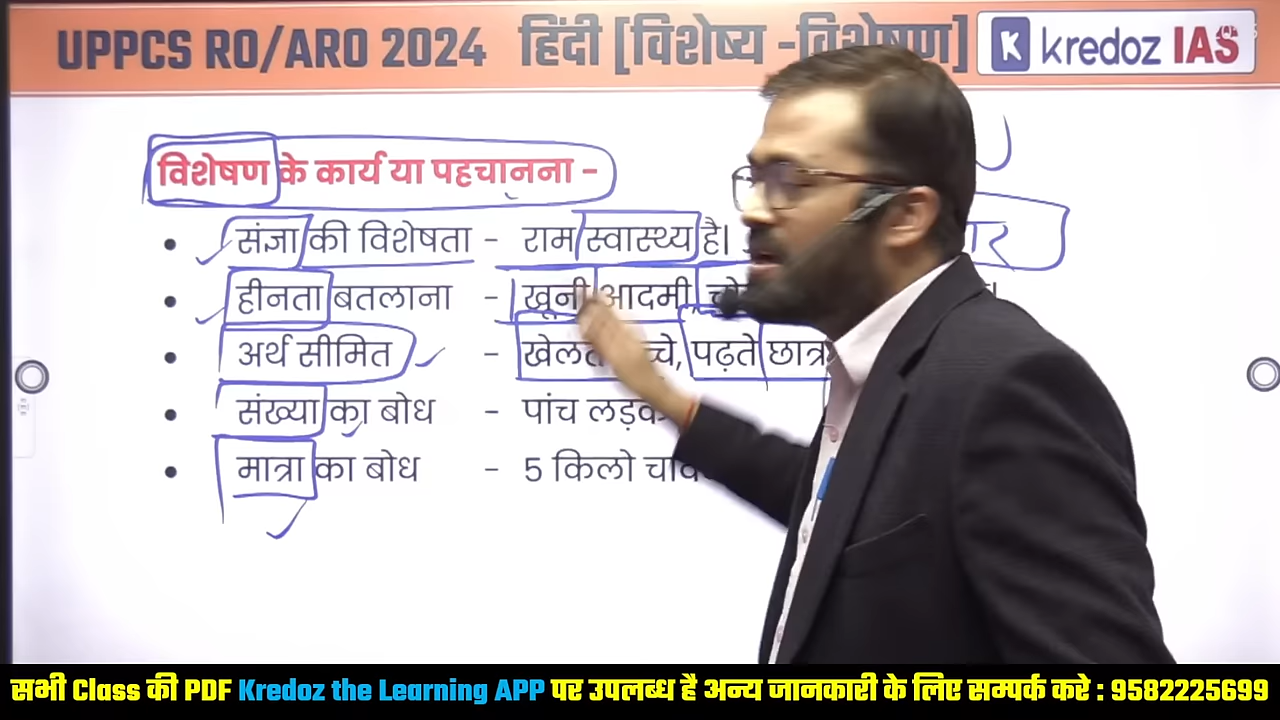 UPPCS RO/ARO 2024 हिंदी [विशेष्य -विशेषण] K kredoz IAS
विशेषण के कार्य या पहचानना -
• संज्ञा की विशेषता - राम स्वास्थ्य है।
• हीनता बतलाना - खूनी आदमी,
• अर्थ सीमित - पढ़ते छात्र
• संख्या का बोध - पांच
• मात्रा का बोध - 5 किलो
सभी Class की PDF Kredoz the Learning APP पर उपलब्ध है अन्य जानकारी के लिए सम्पर्क करे : 9582225699